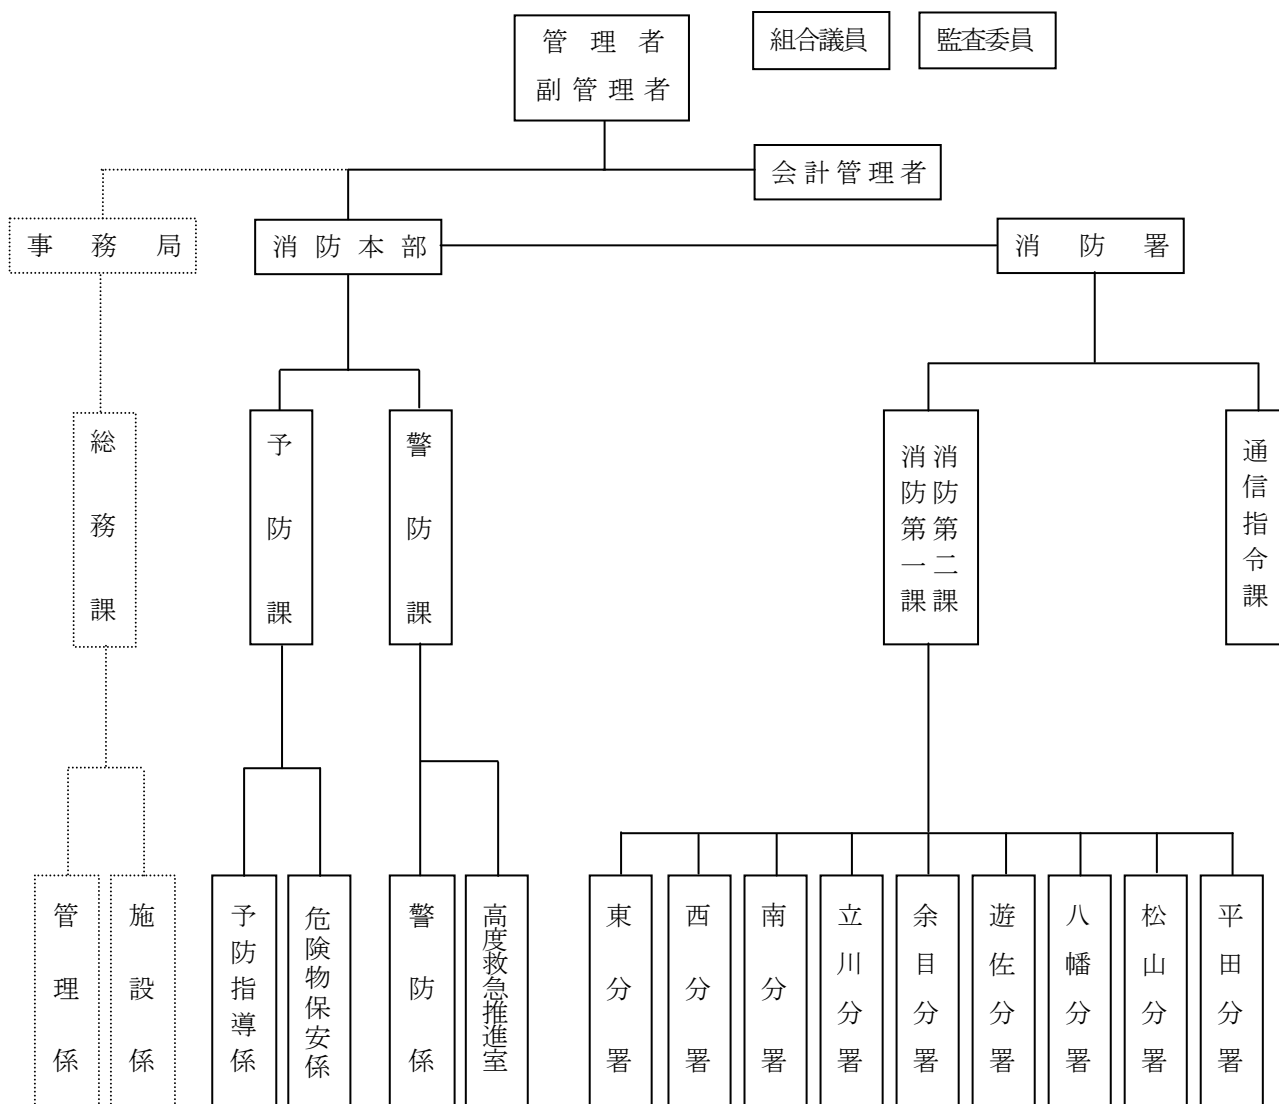 管理者
副管理者
組合議員
監査委員
会計管理者
事務局
消防本部
消防署
総務課
予防課
警防課
消防第一課
消防第二課
通信指令課
管理係
施設係
予防指導係
危険物保安係
警防係
高度救急推進室
東分署
西分署
南分署
立川分署
余目分署
遊佐分署
八幡分署
松山分署
平田分署